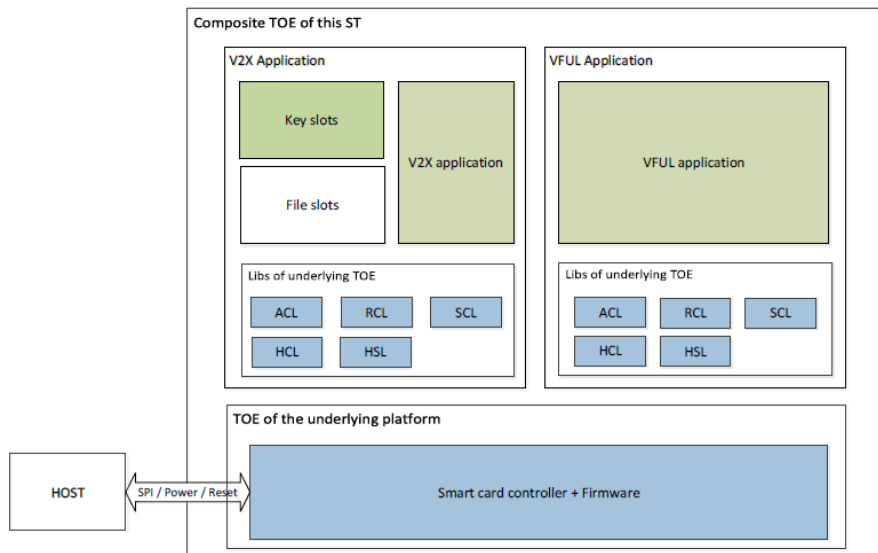 Composite TOE of this ST
V2X Application
Key slots
File slots
V2X application
Libs of underlying TOE
ACL
RCL
SCL
HCL
HSL
VFUL Application
VFUL application
Libs of underlying TOE
ACL
RCL
SCL
HCL
HSL
TOE of the underlying platform
HOST
SPI / Power / Reset
Smart card controller + Firmware